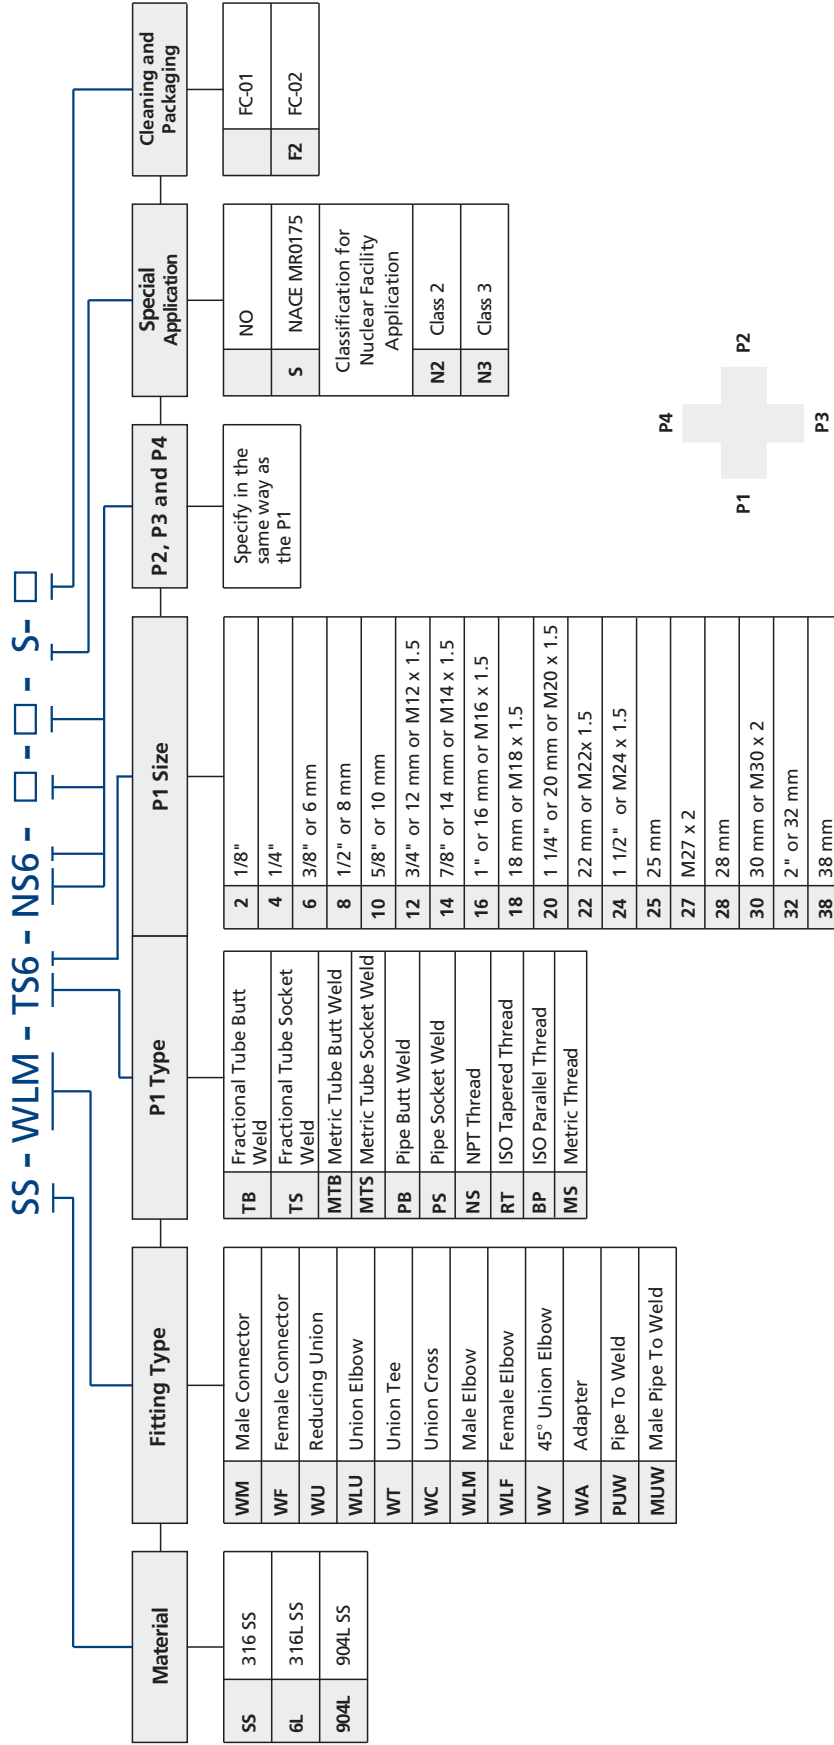 SS - WLM - TS6 - NS6 - □ - □ - S- □
Material
SS 316 SS
6L 316L SS
904L 904L SS
Fitting Type
WM Male Connector
WF Female Connector
WU Reducing Union
WLU Union Elbow
WT Union Tee
WC Union Cross
WLM Male Elbow
WLF Female Elbow
WV 45° Union Elbow
WA Adapter
PUW Pipe To Weld
MUW Male Pipe To Weld
P1 Type
TB Fractional Tube Butt
Weld
TS Fractional Tube Socket
Weld
MTB Metric Tube Butt Weld
MTS Metric Tube Socket Weld
PB Pipe Butt Weld
PS Pipe Socket Weld
NS NPT Thread
RT ISO Tapered Thread
BP ISO Parallel Thread
MS Metric Thread
P1 Size
2 1/8"
4 1/4"
6 3/8" or 6 mm
8 1/2" or 8 mm
10 5/8" or 10 mm
12 3/4" or 12 mm or M12 x 1.5
14 7/8" or 14 mm or M14 x 1.5
16 1" or 16 mm or M16 x 1.5
18 18 mm or M18 x 1.5
20 1 1/4" or 20 mm or M20 x 1.5
22 22 mm or M22x 1.5
24 1 1/2" or M24 x 1.5
25 25 mm
27 M27 x 2
28 28 mm
30 30 mm or M30 x 2
32 2" or 32 mm
38 38 mm
P2, P3 and P4
Specify in the
same way as
the P1
Special
Application
NO
S NACE MR0175
Classification for
Nuclear Facility
Application
N2 Class 2
N3 Class 3
Cleaning and
Packaging
FC-01
F2 FC-02
P4
P1
P2
P3